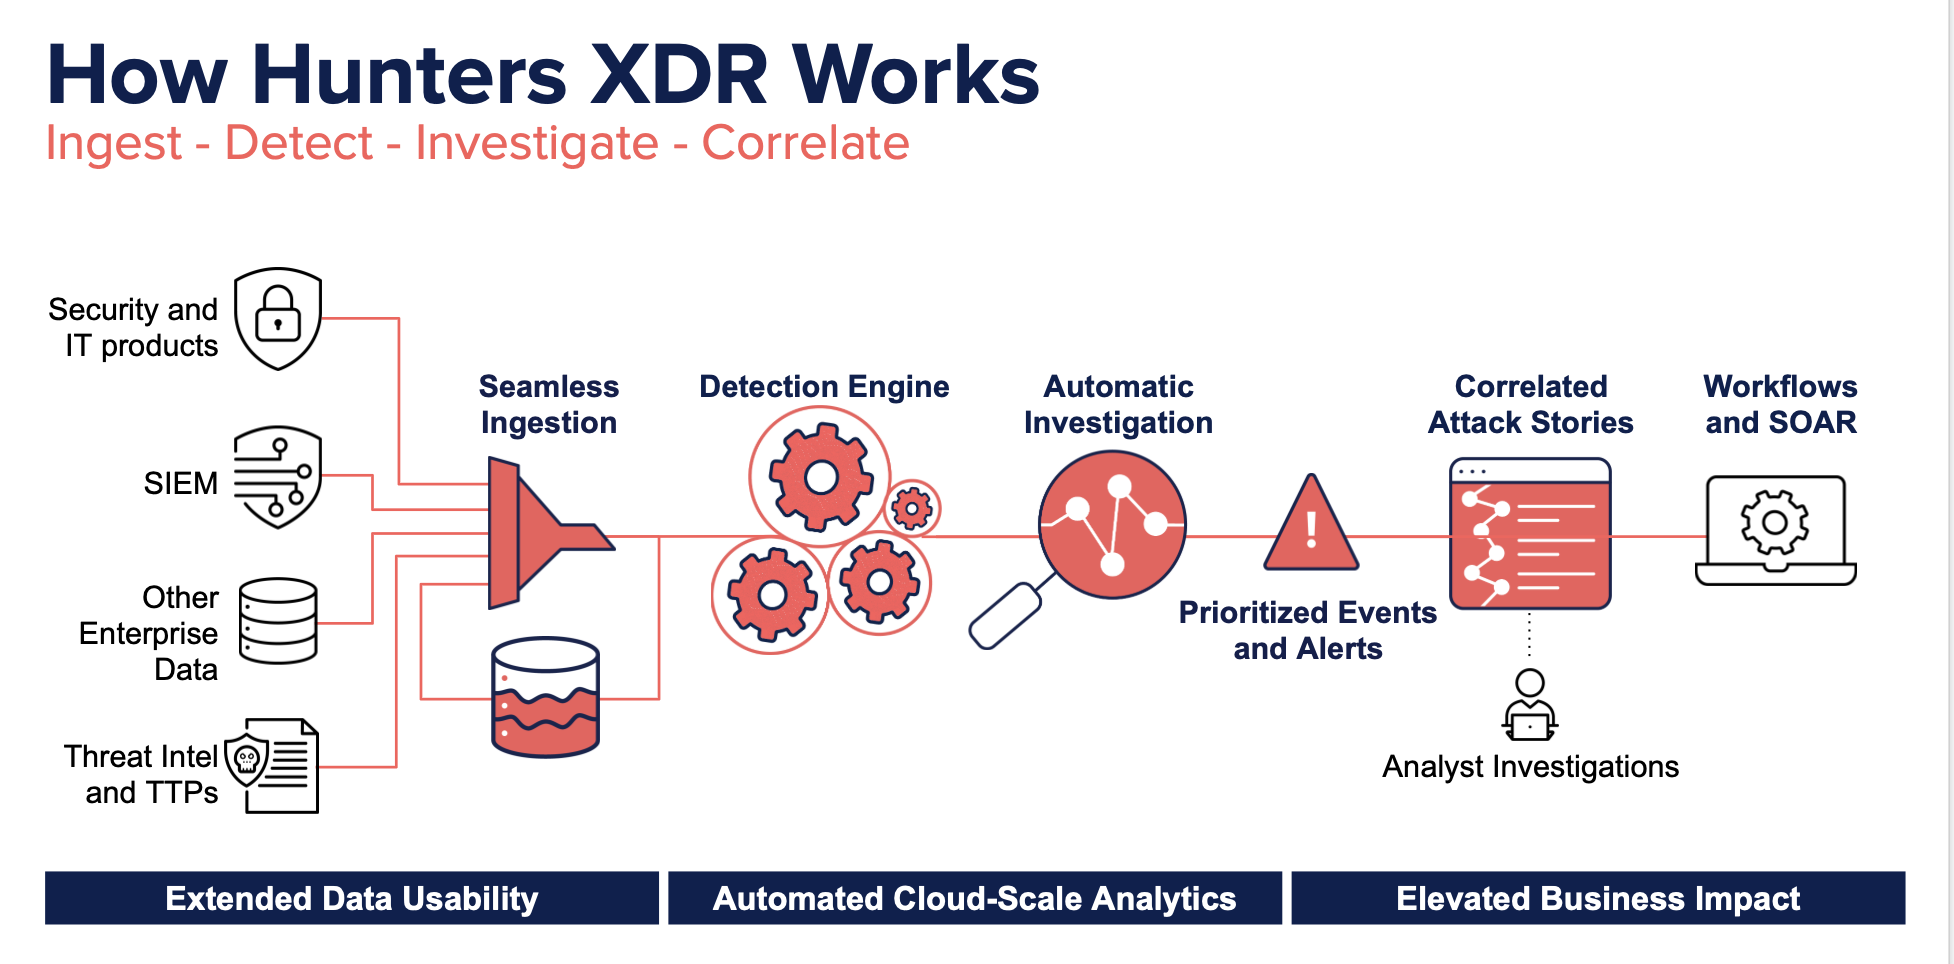 How Hunters XDR Works
Ingest - Detect - Investigate - Correlate
Security and
IT products
SIEM
Other
Enterprise
Data
Threat Intel
and TTPs
Seamless
Ingestion
Detection Engine
Automatic
Investigation
Prioritized Events
and Alerts
Correlated
Attack Stories
Analyst Investigations
Workflows
and SOAR
Extended Data Usability
Automated Cloud-Scale Analytics
Elevated Business Impact